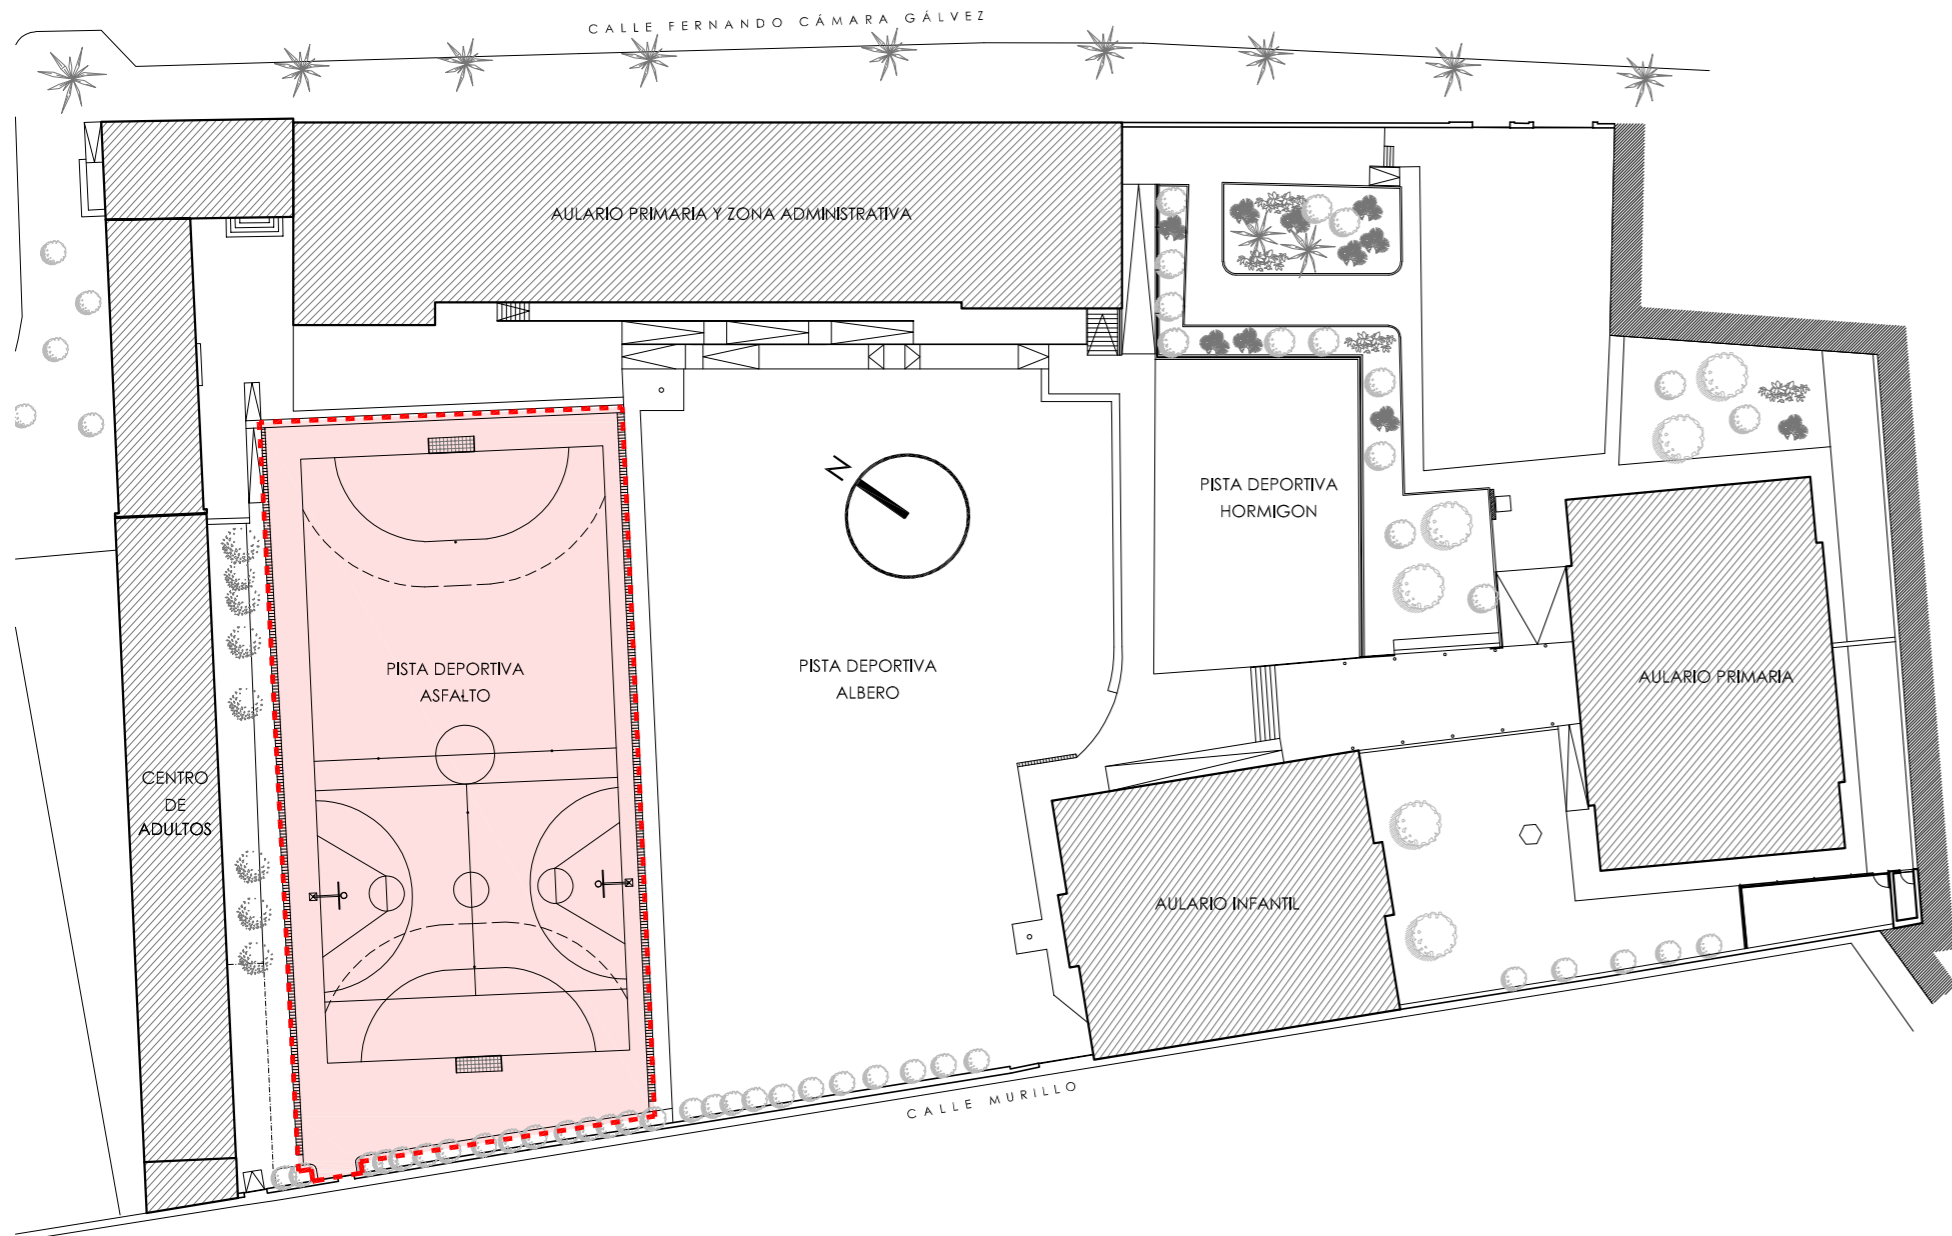 CALLE FERNANDO CÁMARA GÁLVEZ
AULARIO PRIMARIA Y ZONA ADMINISTRATIVA
N
PISTA DEPORTIVA
HORMIGON
PISTA DEPORTIVA
ASFALTO
PISTA DEPORTIVA
ALBERO
AULARIO PRIMARIA
CENTRO
DE
ADULTOS
AULARIO INFANTIL
CALLE MURILLO